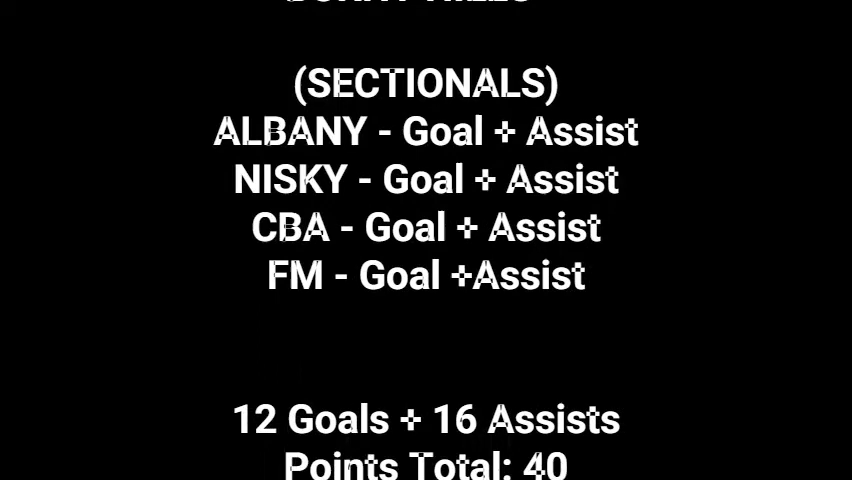 (SECTIONALS)
ALBANY - Goal + Assist
NISKY - Goal + Assist
CBA - Goal + Assist
FM - Goal +Assist
12 Goals + 16 Assists
Points Total: 40